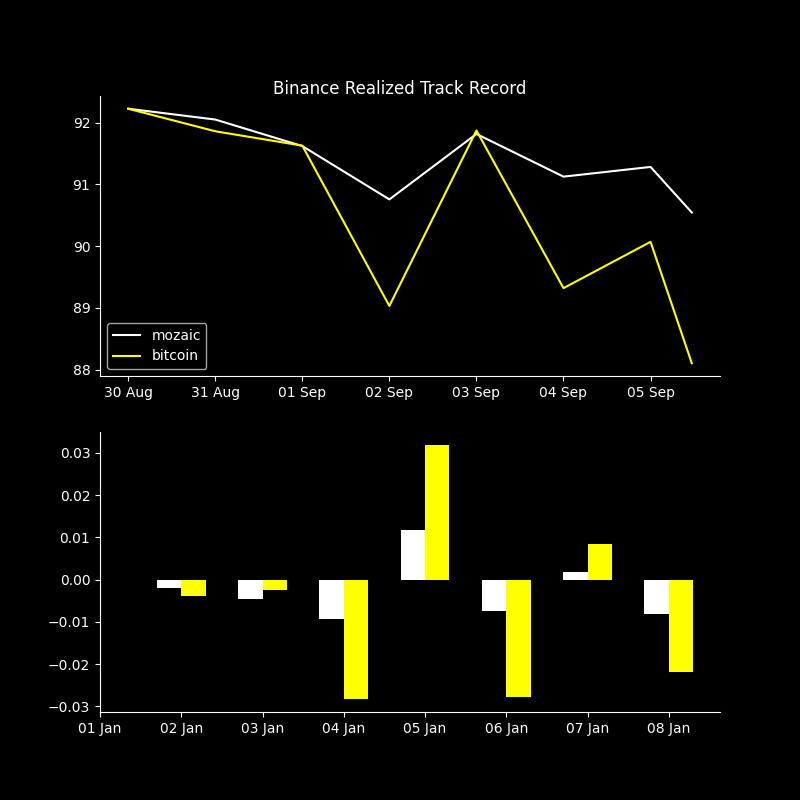 Binance Realized Track Record
92
91
90
89
88
mozaic
bitcoin
30 Aug 31 Aug 01 Sep 02 Sep 03 Sep 04 Sep 05 Sep
0.03
0.02
0.01
0.00
−0.01
−0.02
−0.03
01 Jan 02 Jan 03 Jan 04 Jan 05 Jan 06 Jan 07 Jan 08 Jan